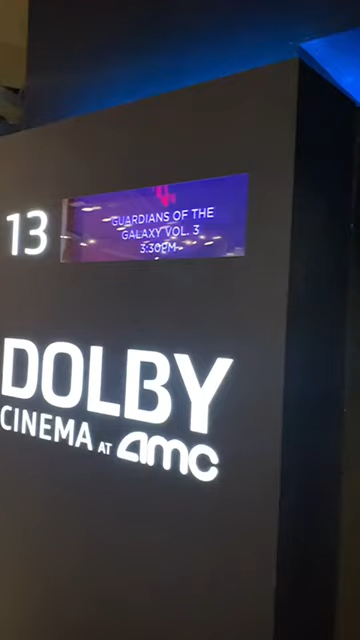 13
GUARDIANS OF THE
GALAXY VOL. 3
3:30PM
DOLBY
CINEMA AT amc